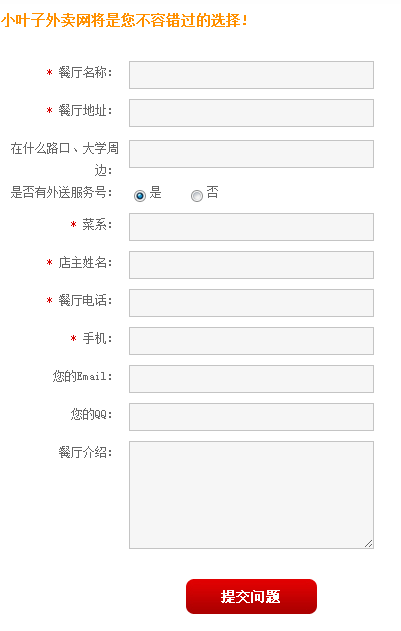 小叶子外卖网将是您不容错过的选择！
* 餐厅名称：
* 餐厅地址：
在什么路口、大学周
边：
是否有外送服务号： 是 否
* 菜系：
* 店主姓名：
* 餐厅电话：
* 手机：
您的Email：
您的QQ：
餐厅介绍：
提交问题